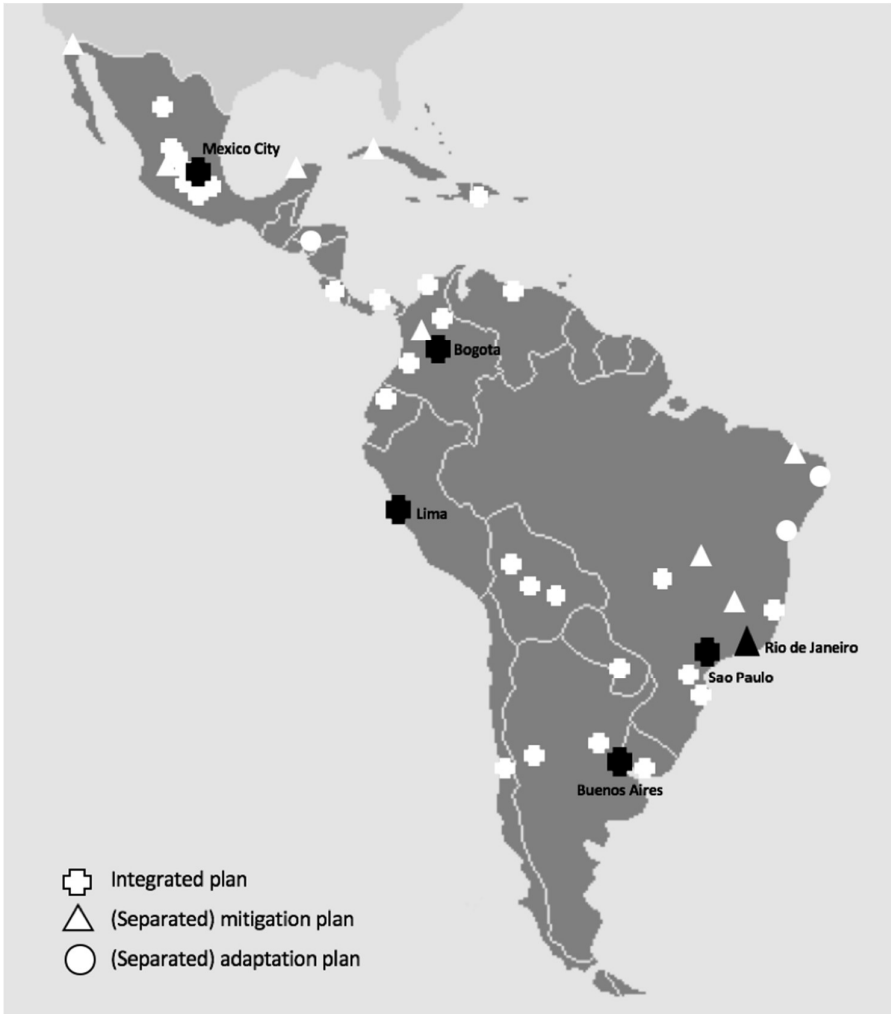 Mexico City
Bogota
Lima
Rio de Janeiro
Sao Paulo
Buenos Aires
Integrated plan
(Separated) mitigation plan
(Separated) adaptation plan